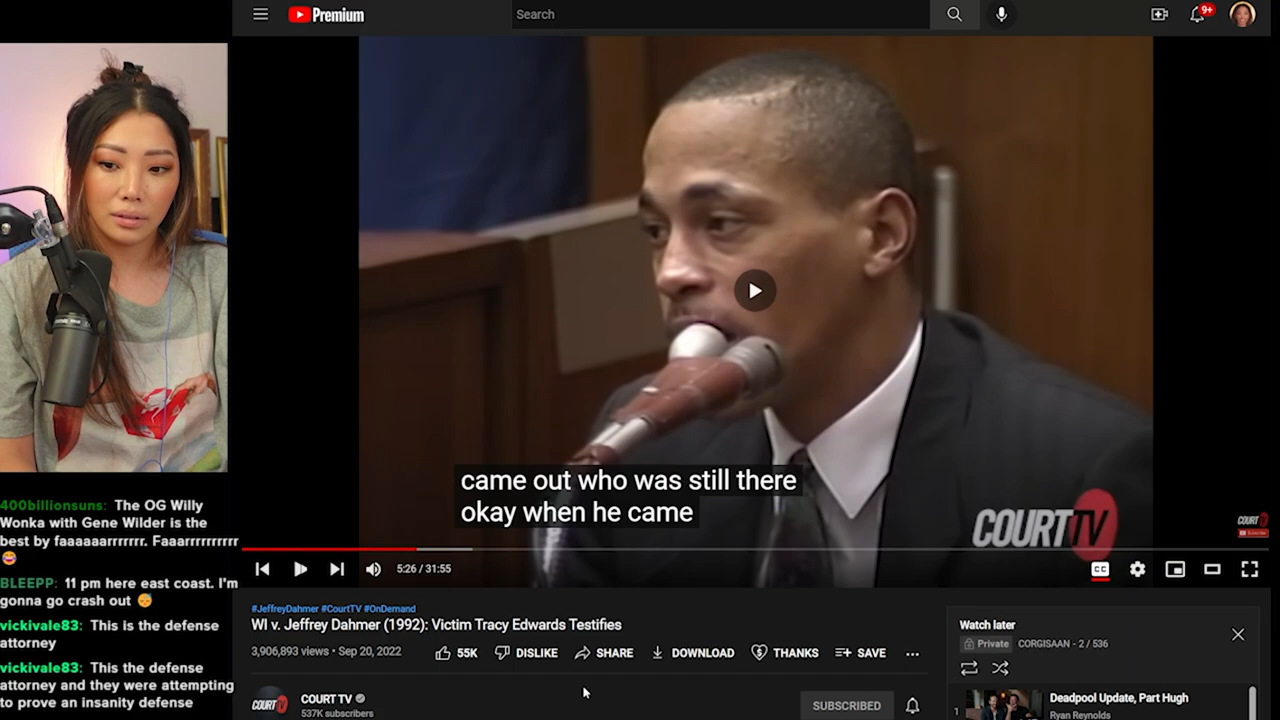 Premium
Search
9+
came out who was still there
okay when he came
COURT TV
COURT
5:26 / 31:55
CC
#JeffreyDahmer #CourtTV #OnDemand
WI v. Jeffrey Dahmer (1992): Victim Tracy Edwards Testifies
3,906,893 views • Sep 20, 2022
55K
DISLIKE
SHARE
DOWNLOAD
THANKS
SAVE
COURT TV
537K subscribers
SUBSCRIBED
Watch later
Private
CORGISAAN - 2 / 536
1
Deadpool Update, Part Hugh
Ryan Reynolds
400billionsuns: The OG Willy
Wonka with Gene Wilder is the
best by faaaaaarrrrrrr. Faaarrrrrrrrrr
😂
BLEEPP: 11 pm here east coast. I'm
gonna go crash out 😴
vickivale83: This is the defense
attorney
vickivale83: This the defense
attorney and they were attempting
to prove an insanity defense